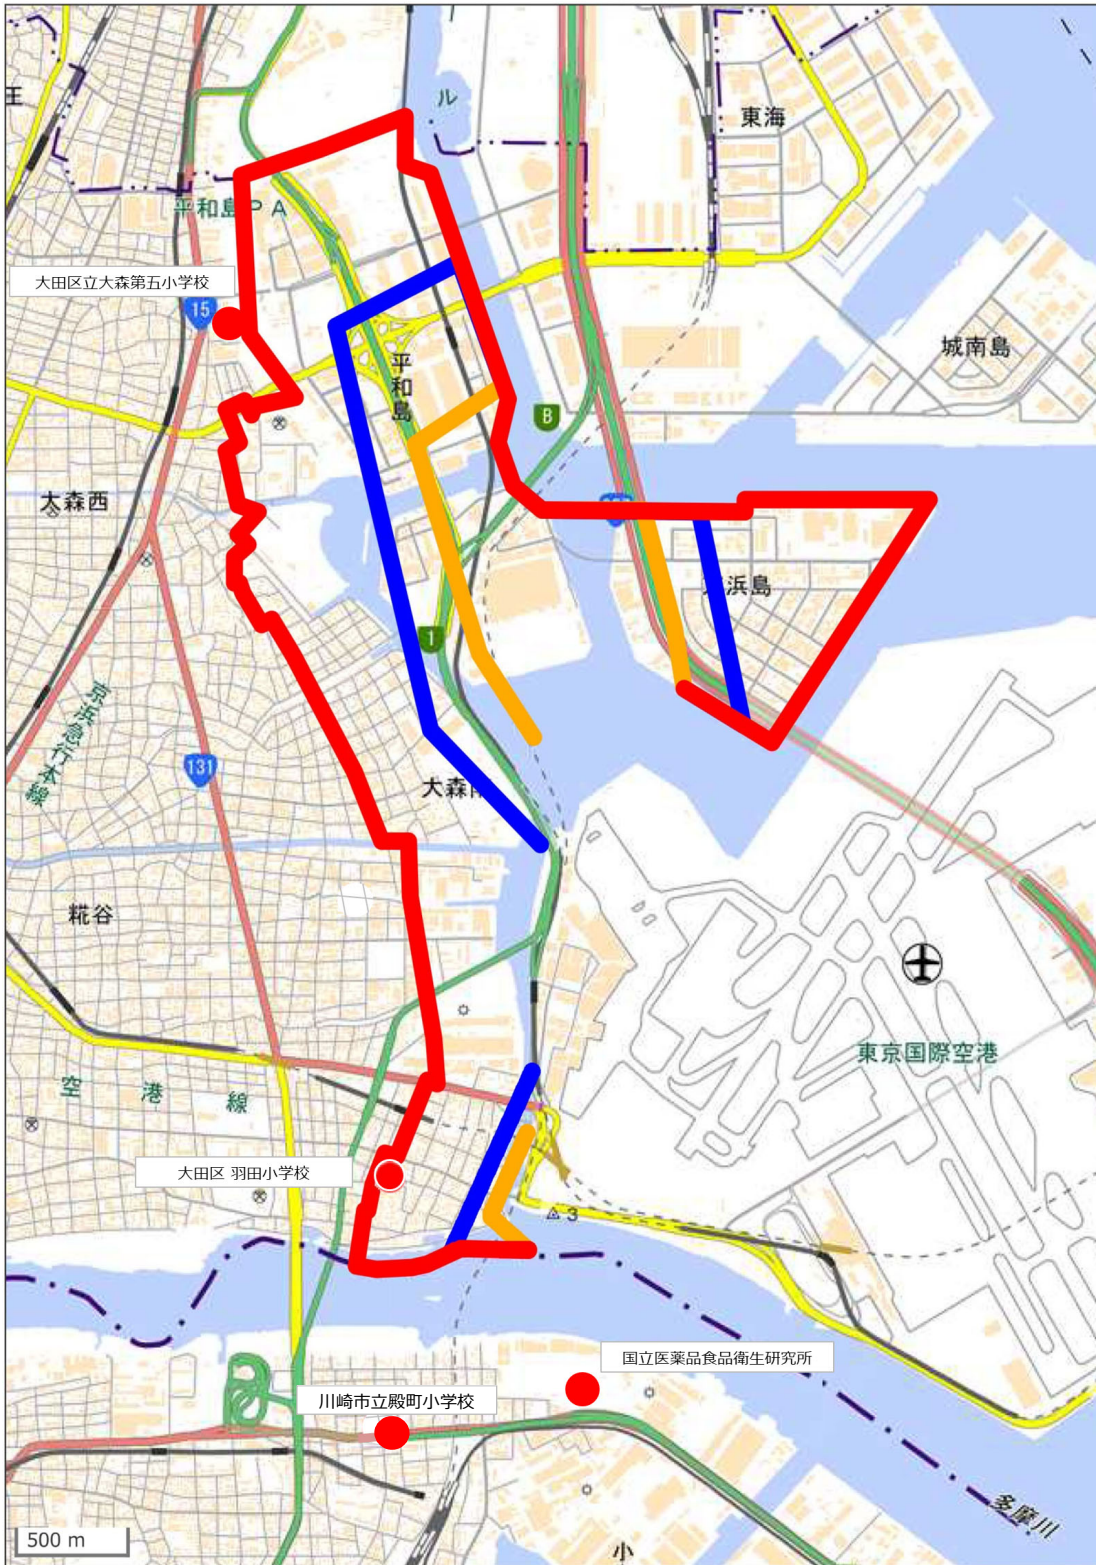 ル
王
東海
平和島PA
大田区立大森第五小学校
15
城南島
平和島
8
大森西
浜島
1
京浜急行本線
131
大森
糀谷
東京国際空港
空港線
大田区 羽田小学校
3
国立医薬品食品衛生研究所
川崎市立殿町小学校
多摩川
500 m
小